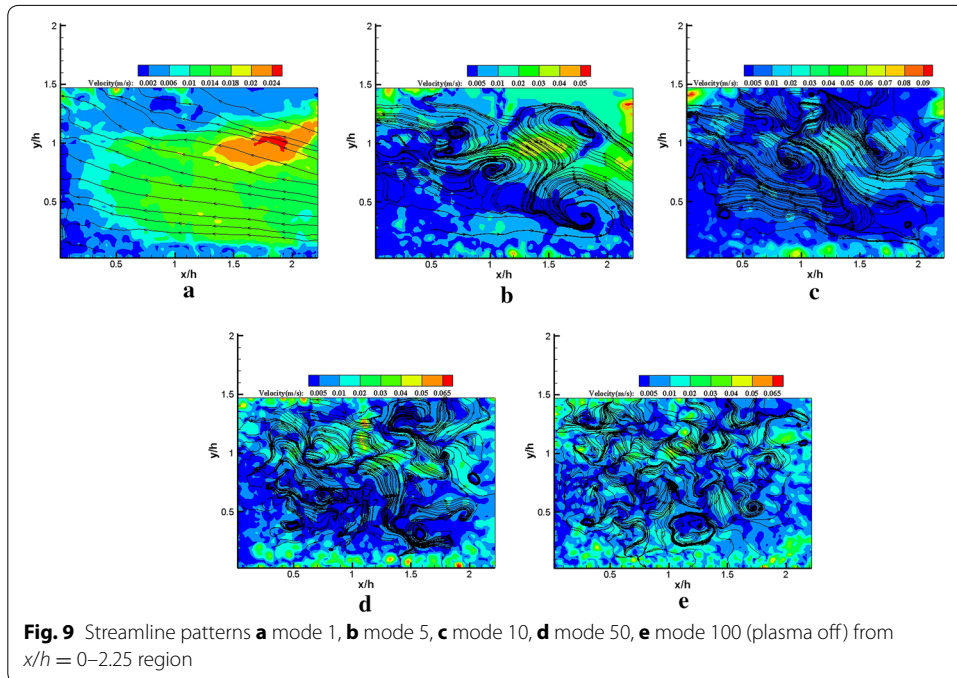 2
1.5
1
0.5
y/h
Velocity(m/s): 0.002 0.006 0.01 0.014 0.018 0.02 0.024
0.5 1 1.5 2
x/h
a
2
1.5
1
0.5
y/h
Velocity(m/s): 0.005 0.01 0.02 0.03 0.04 0.05
0.5 1 1.5 2
x/h
b
2
1.5
1
0.5
y/h
Velocity(m/s): 0.005 0.01 0.02 0.03 0.04 0.05 0.06 0.07 0.08 0.09
0.5 1 1.5 2
x/h
c
2
1.5
1
0.5
y/h
Velocity(m/s): 0.005 0.01 0.02 0.03 0.04 0.05 0.065
0.5 1 1.5 2
x/h
d
2
1.5
1
0.5
y/h
Velocity(m/s): 0.005 0.01 0.02 0.03 0.04 0.05 0.065
0.5 1 1.5 2
x/h
e
Fig. 9 Streamline patterns a mode 1, b mode 5, c mode 10, d mode 50, e mode 100 (plasma off) from
x/h = 0–2.25 region